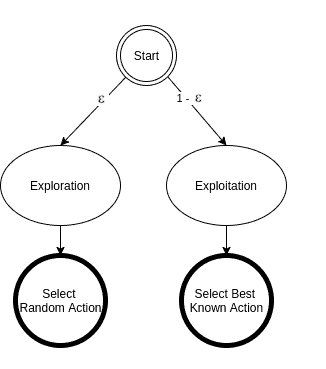 Start
ε
1 - ε
Exploration
Exploitation
Select
Random Action
Select Best
Known Action